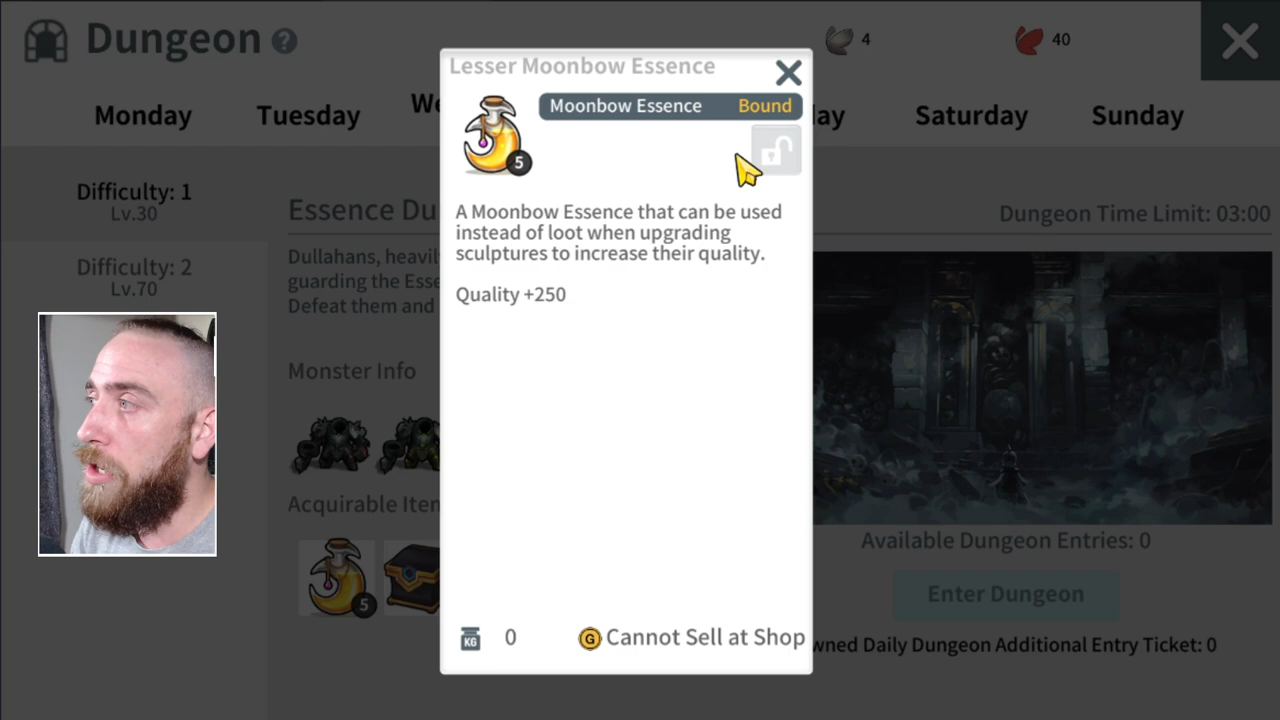 Dungeon ?
4
40
Monday
Tuesday
We
ay
Saturday
Sunday
Difficulty: 1
Lv.30
Difficulty: 2
Lv.70
Essence Du
Dungeon Time Limit: 03:00
Dullahans, heavil
guarding the Esse
Defeat them and
Monster Info
Acquirable Iten
5
Lesser Moonbow Essence
Moonbow Essence Bound
5
A Moonbow Essence that can be used
instead of loot when upgrading
sculptures to increase their quality.
Quality +250
KG 0
G Cannot Sell at Shop
Available Dungeon Entries: 0
Enter Dungeon
wned Daily Dungeon Additional Entry Ticket: 0